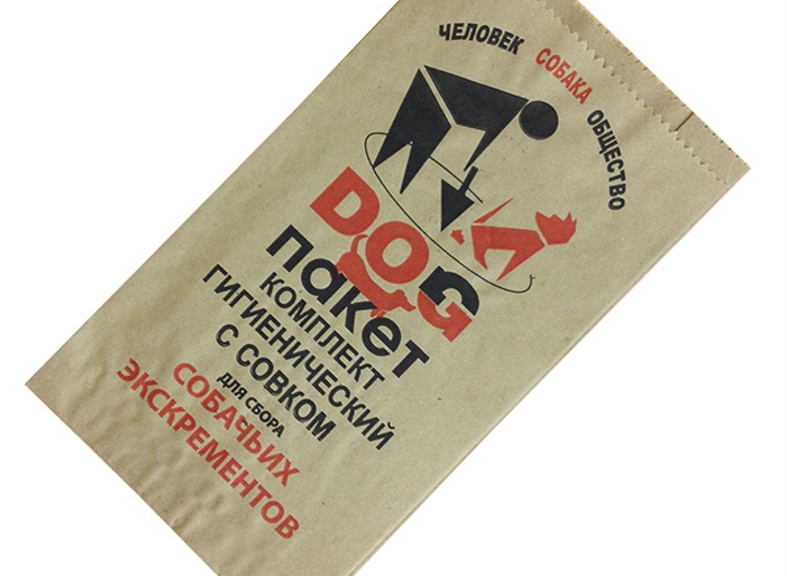 ЧЕЛОВЕК СОБАКА ОБЩЕСТВО
DOG
пакет
КОМПЛЕКТ
ГИГИЕНИЧЕСКИЙ
С СОВКОМ
ДЛЯ СБОРА
СОБАЧЬИХ
ЭКСКРЕМЕНТОВ